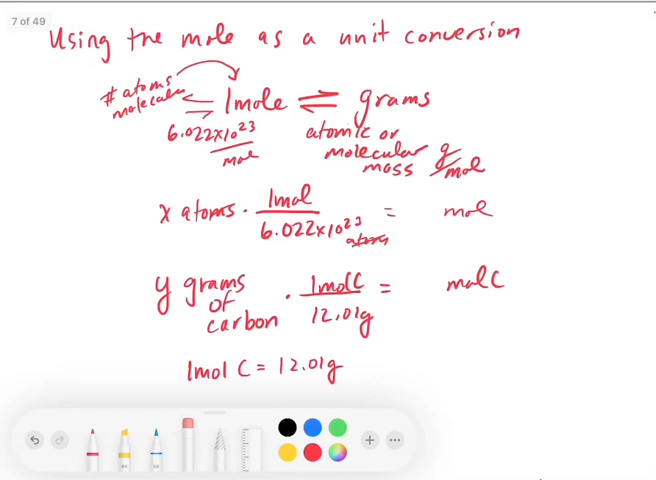 7 of 49
Using the mole as a unit conversion
# atoms
molecules
1mole ⇌ grams
6.022x10^23
mol
atomic or
molecular
mass g/mol
x atoms · 1mol / 6.022x10^23 atoms = mol
y grams of carbon · 1molC / 12.01g = molC
1mol C = 12.01g